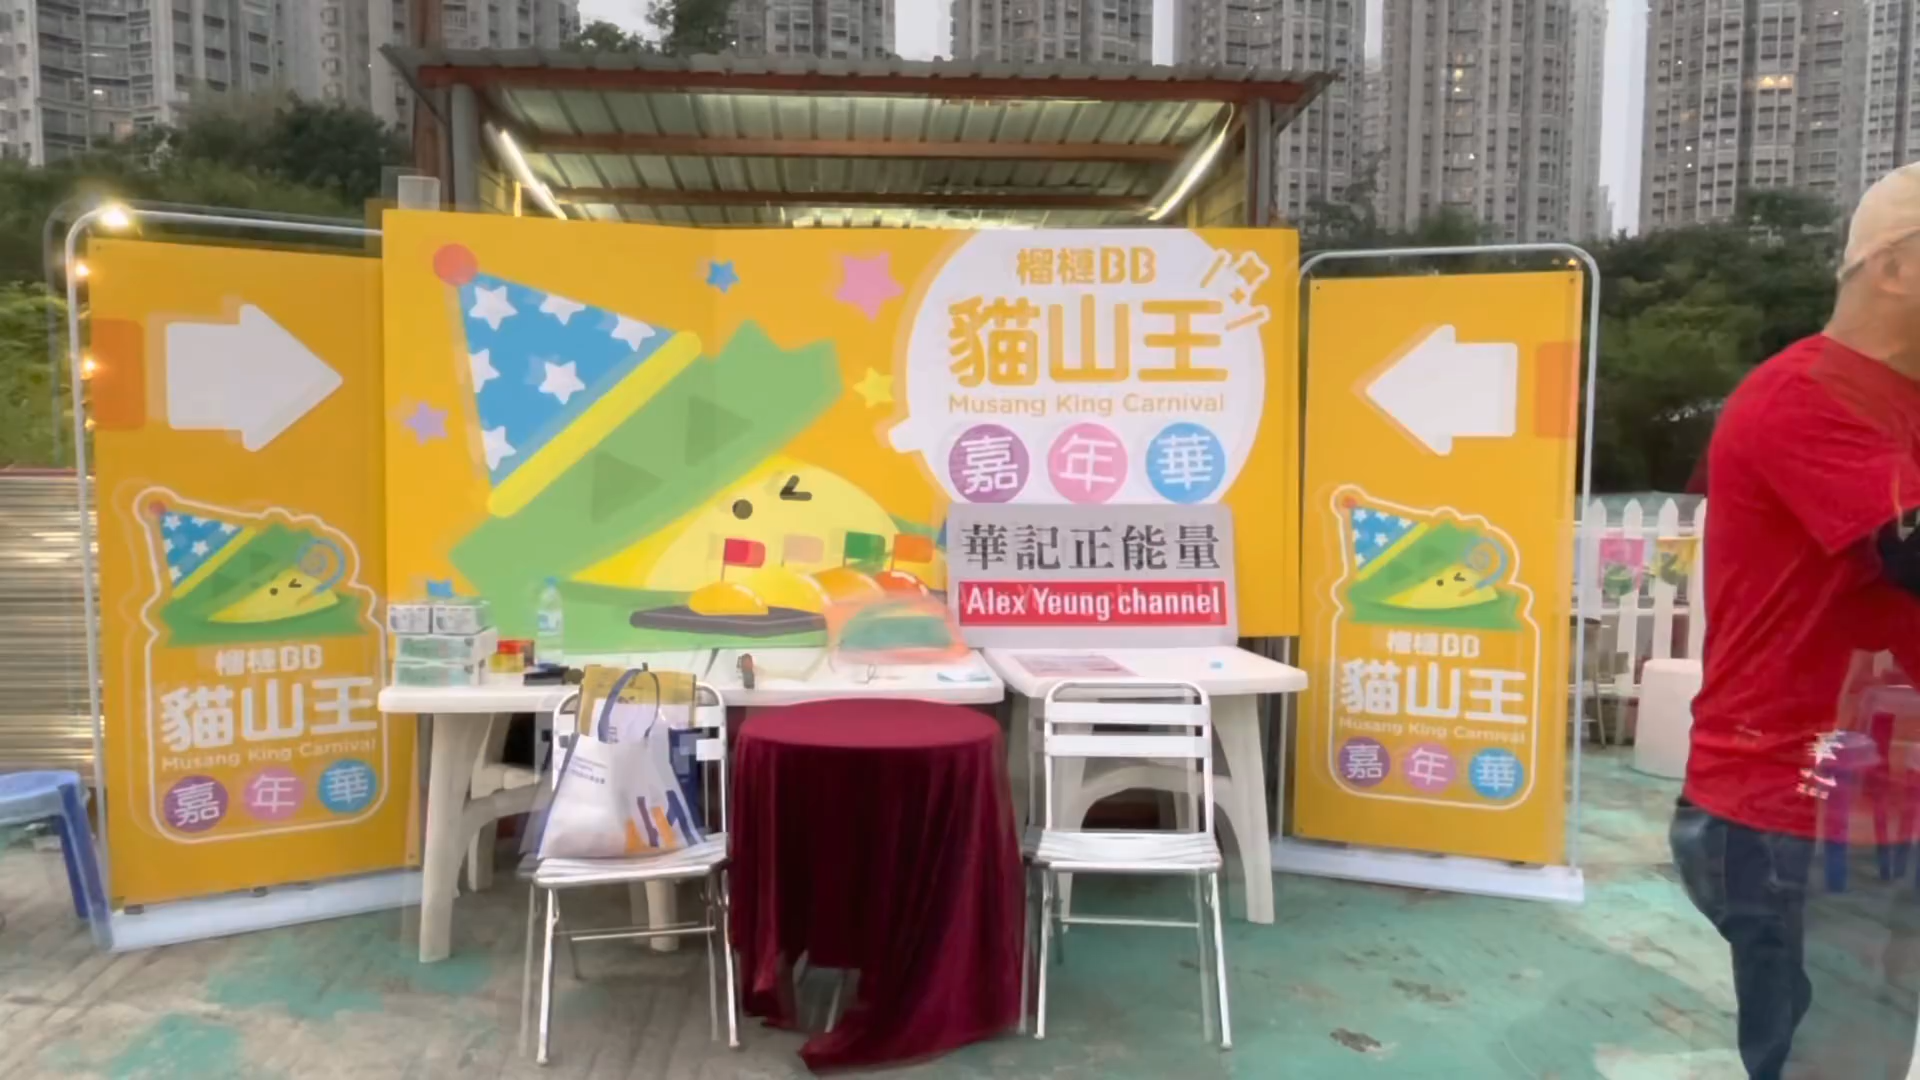 榴槤BB
貓山王
Musang King Carnival
嘉年華
華記正能量
Alex Yeung channel
榴槤BB
貓山王
Musang King Carnival
嘉年華
榴槤BB
貓山王
Musang King Carnival
嘉年華